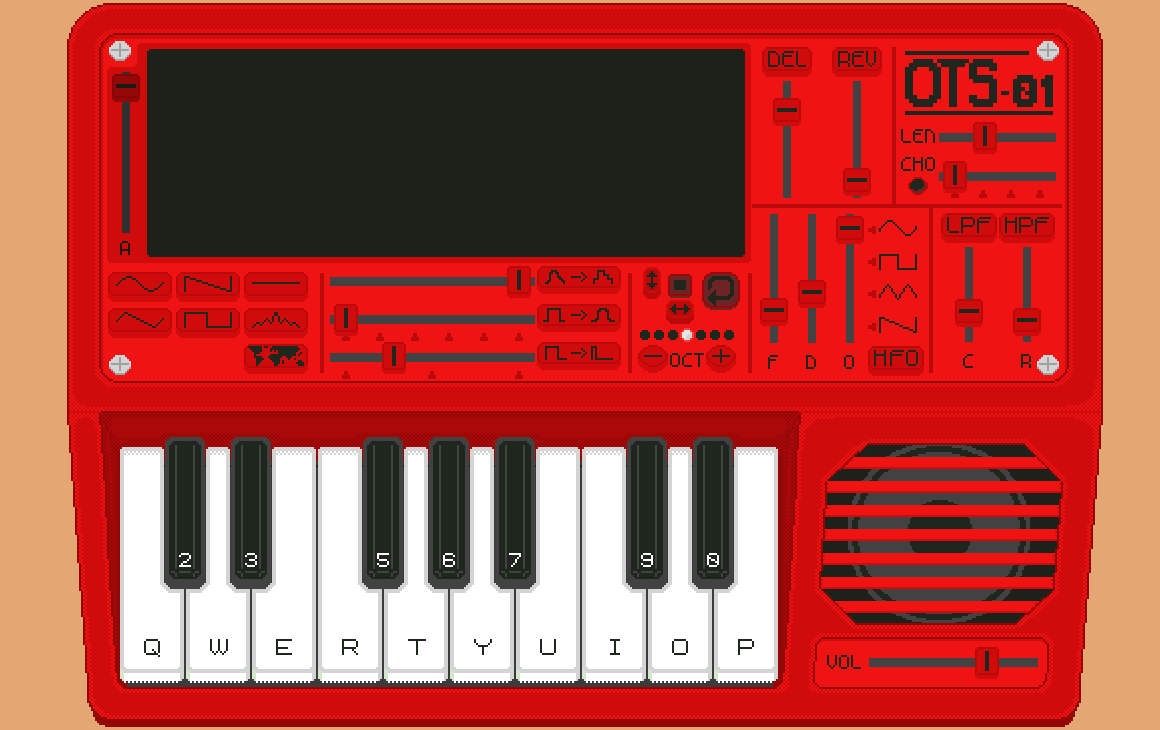 DEL REV
OTS-01
LEN
CHO
A
LPF HPF
OCT
F D O HFO C R
2 3 5 6 7 9 0
Q W E R T Y U I O P
VOL